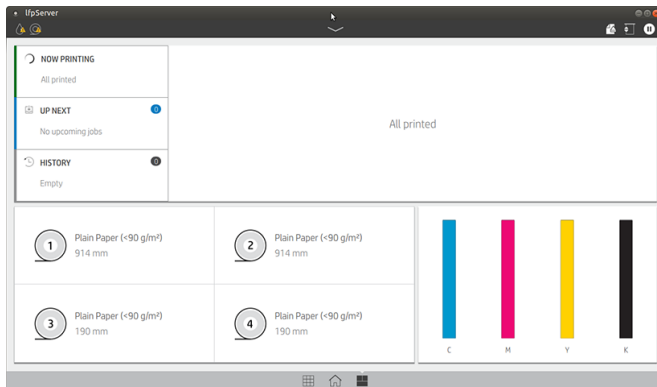 lfpServer
NOW PRINTING
All printed
UP NEXT
0
No upcoming jobs
HISTORY
0
Empty
All printed
1
Plain Paper (<90 g/m²)
914 mm
2
Plain Paper (<90 g/m²)
914 mm
3
Plain Paper (<90 g/m²)
190 mm
4
Plain Paper (<90 g/m²)
190 mm
C
M
Y
K